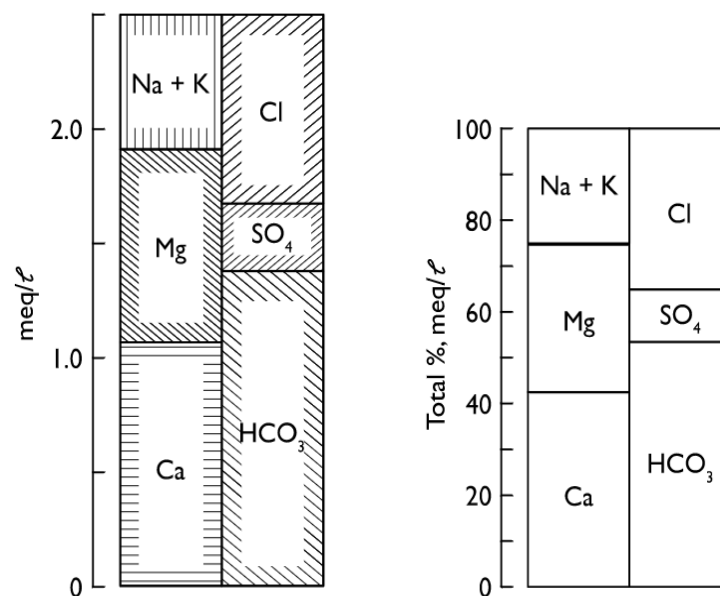 2.0
1.0
0
meq/ℓ
Na + K
Mg
Ca
Cl
SO₄
HCO₃
100
80
60
40
20
0
Total %, meq/ℓ
Na + K
Mg
Ca
Cl
SO₄
HCO₃